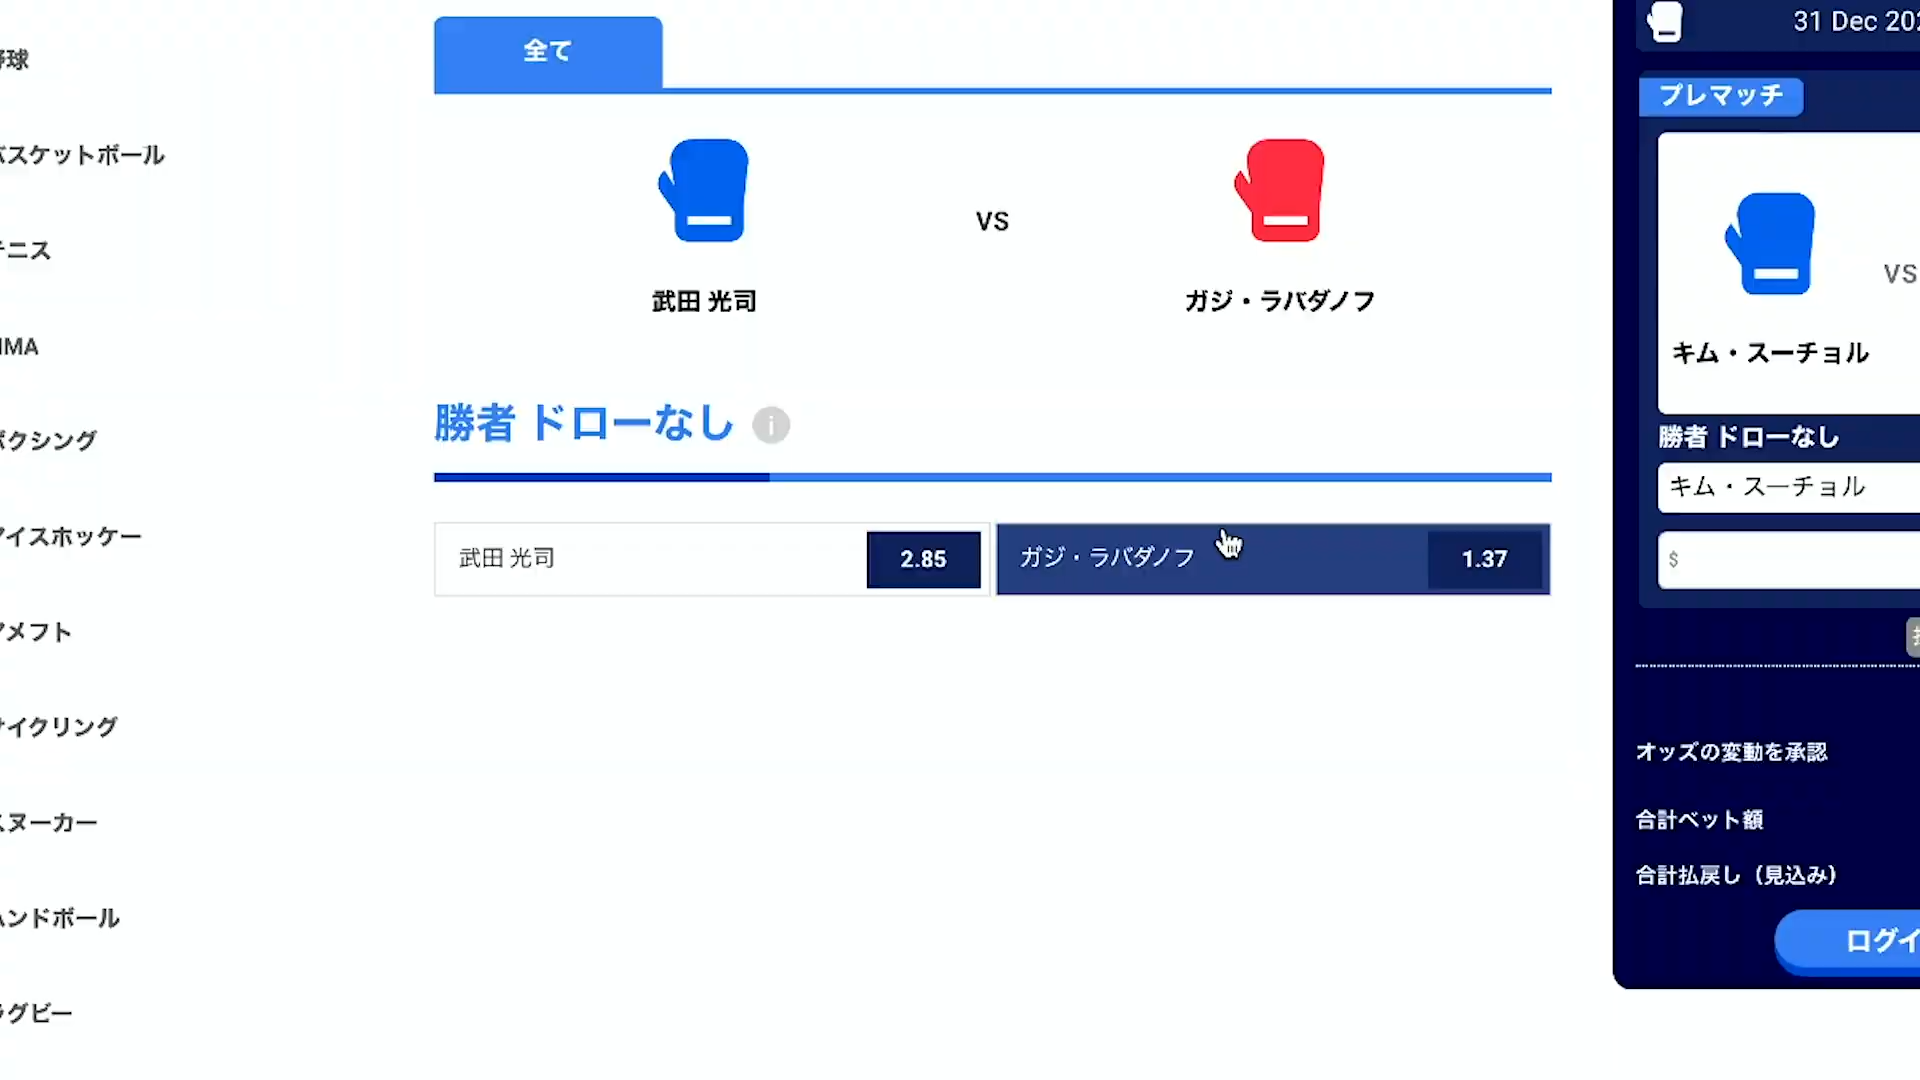 野球
バスケットボール
テニス
MMA
ボクシング
アイスホッケー
アメフト
サイクリング
スヌーカー
ハンドボール
ラグビー
全て
VS
武田 光司
ガジ・ラバダノフ
勝者 ドローなし
i
武田 光司
2.85
ガジ・ラバダノフ
1.37
31 Dec 202
プレマッチ
VS
キム・スーチョル
勝者 ドローなし
キム・スーチョル
$
オッズの変動を承認
合計ベット額
合計払戻し（見込み）
ログイ